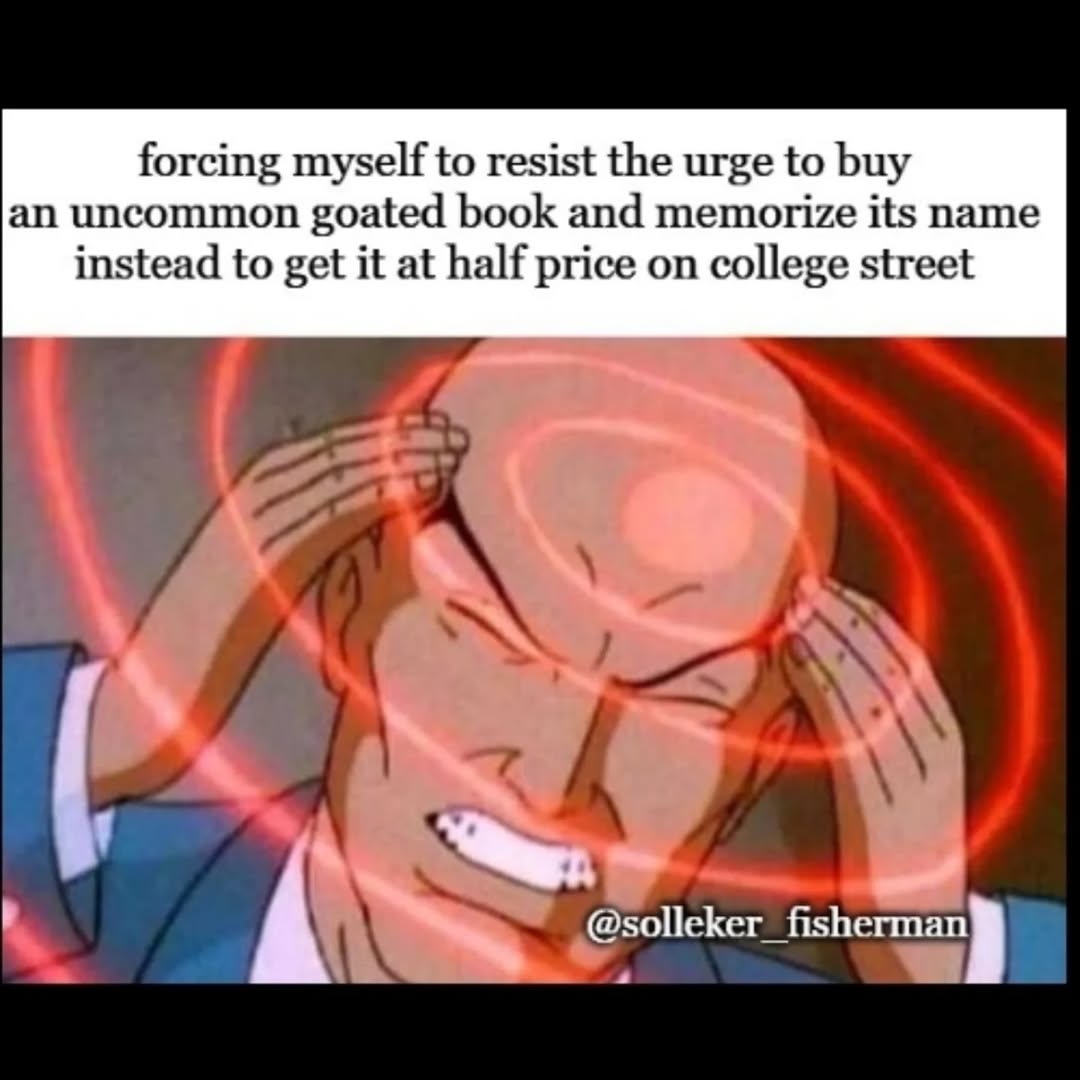 forcing myself to resist the urge to buy
an uncommon goated book and memorize its name
instead to get it at half price on college street
@solleker_fisherman